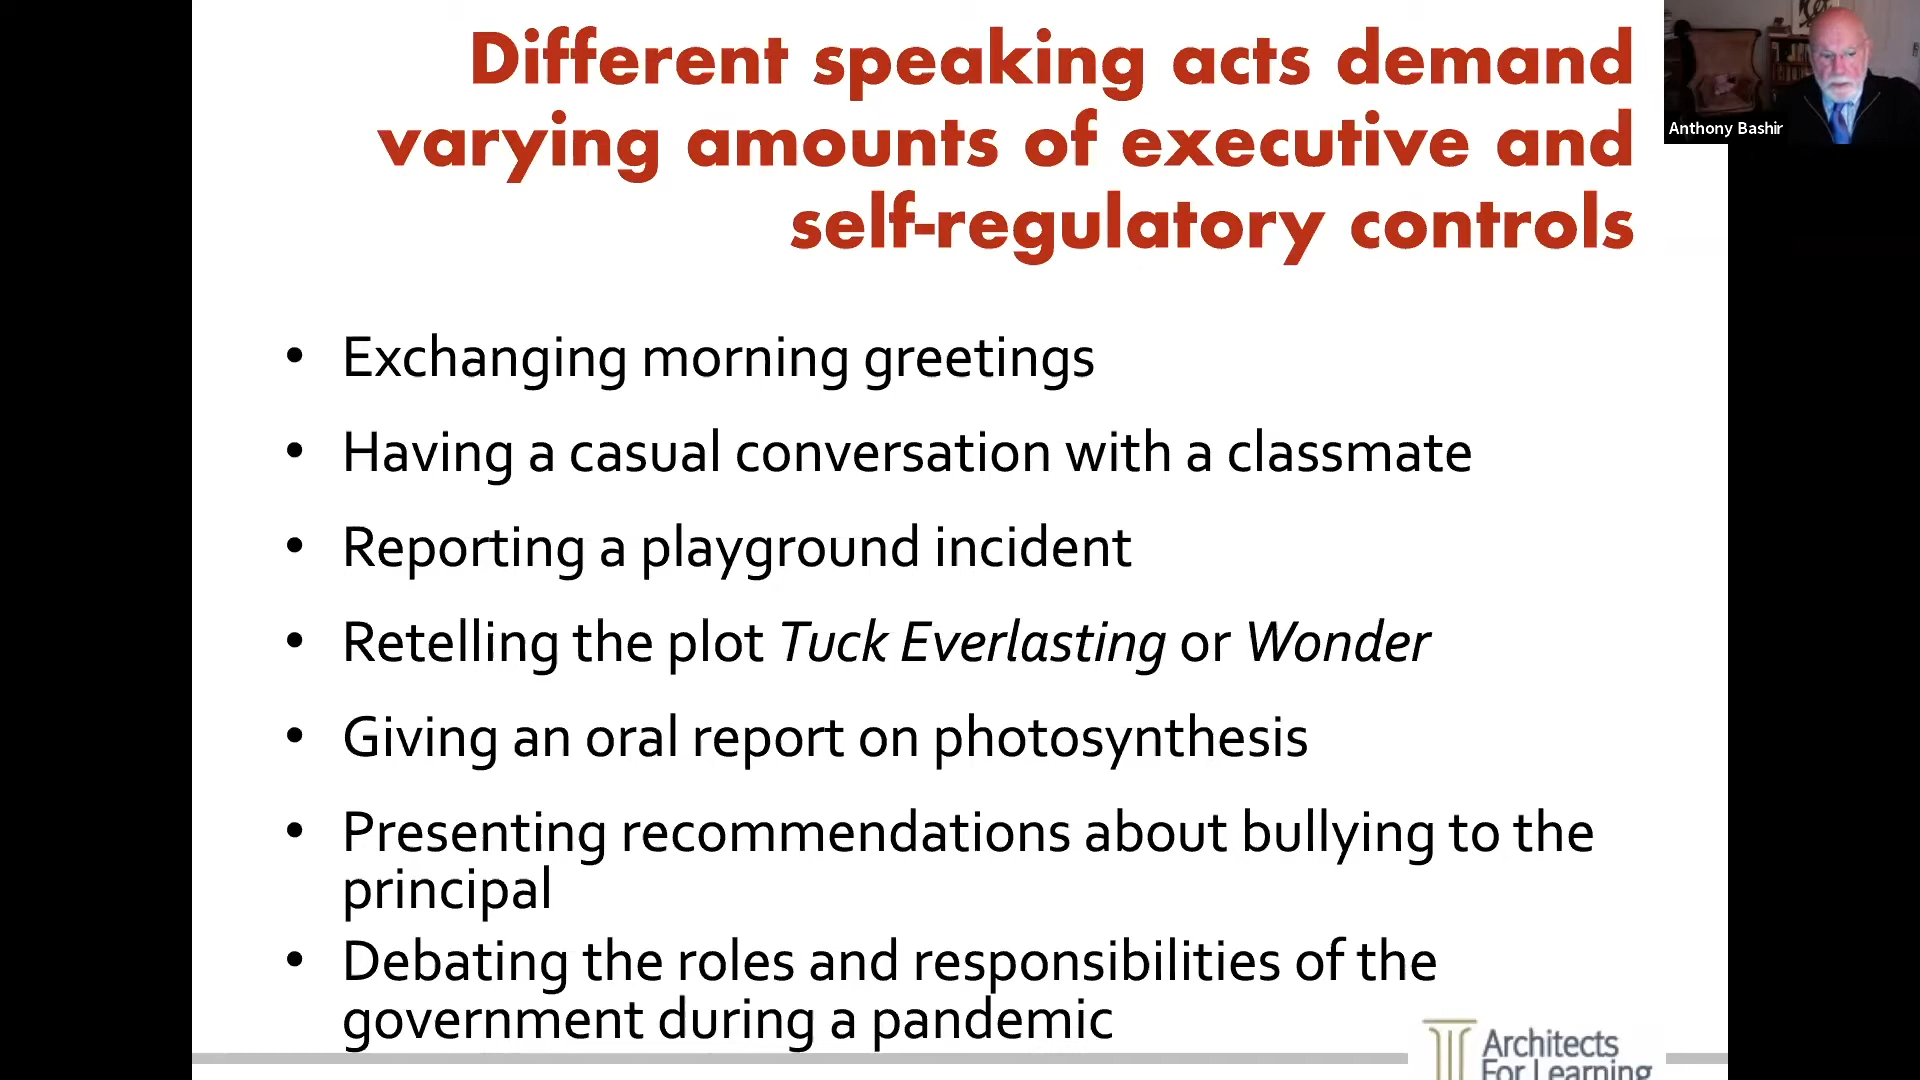 Different speaking acts demand
varying amounts of executive and
self-regulatory controls
Anthony Bashir
• Exchanging morning greetings
• Having a casual conversation with a classmate
• Reporting a playground incident
• Retelling the plot Tuck Everlasting or Wonder
• Giving an oral report on photosynthesis
• Presenting recommendations about bullying to the
principal
• Debating the roles and responsibilities of the
government during a pandemic
Architects
For Learning